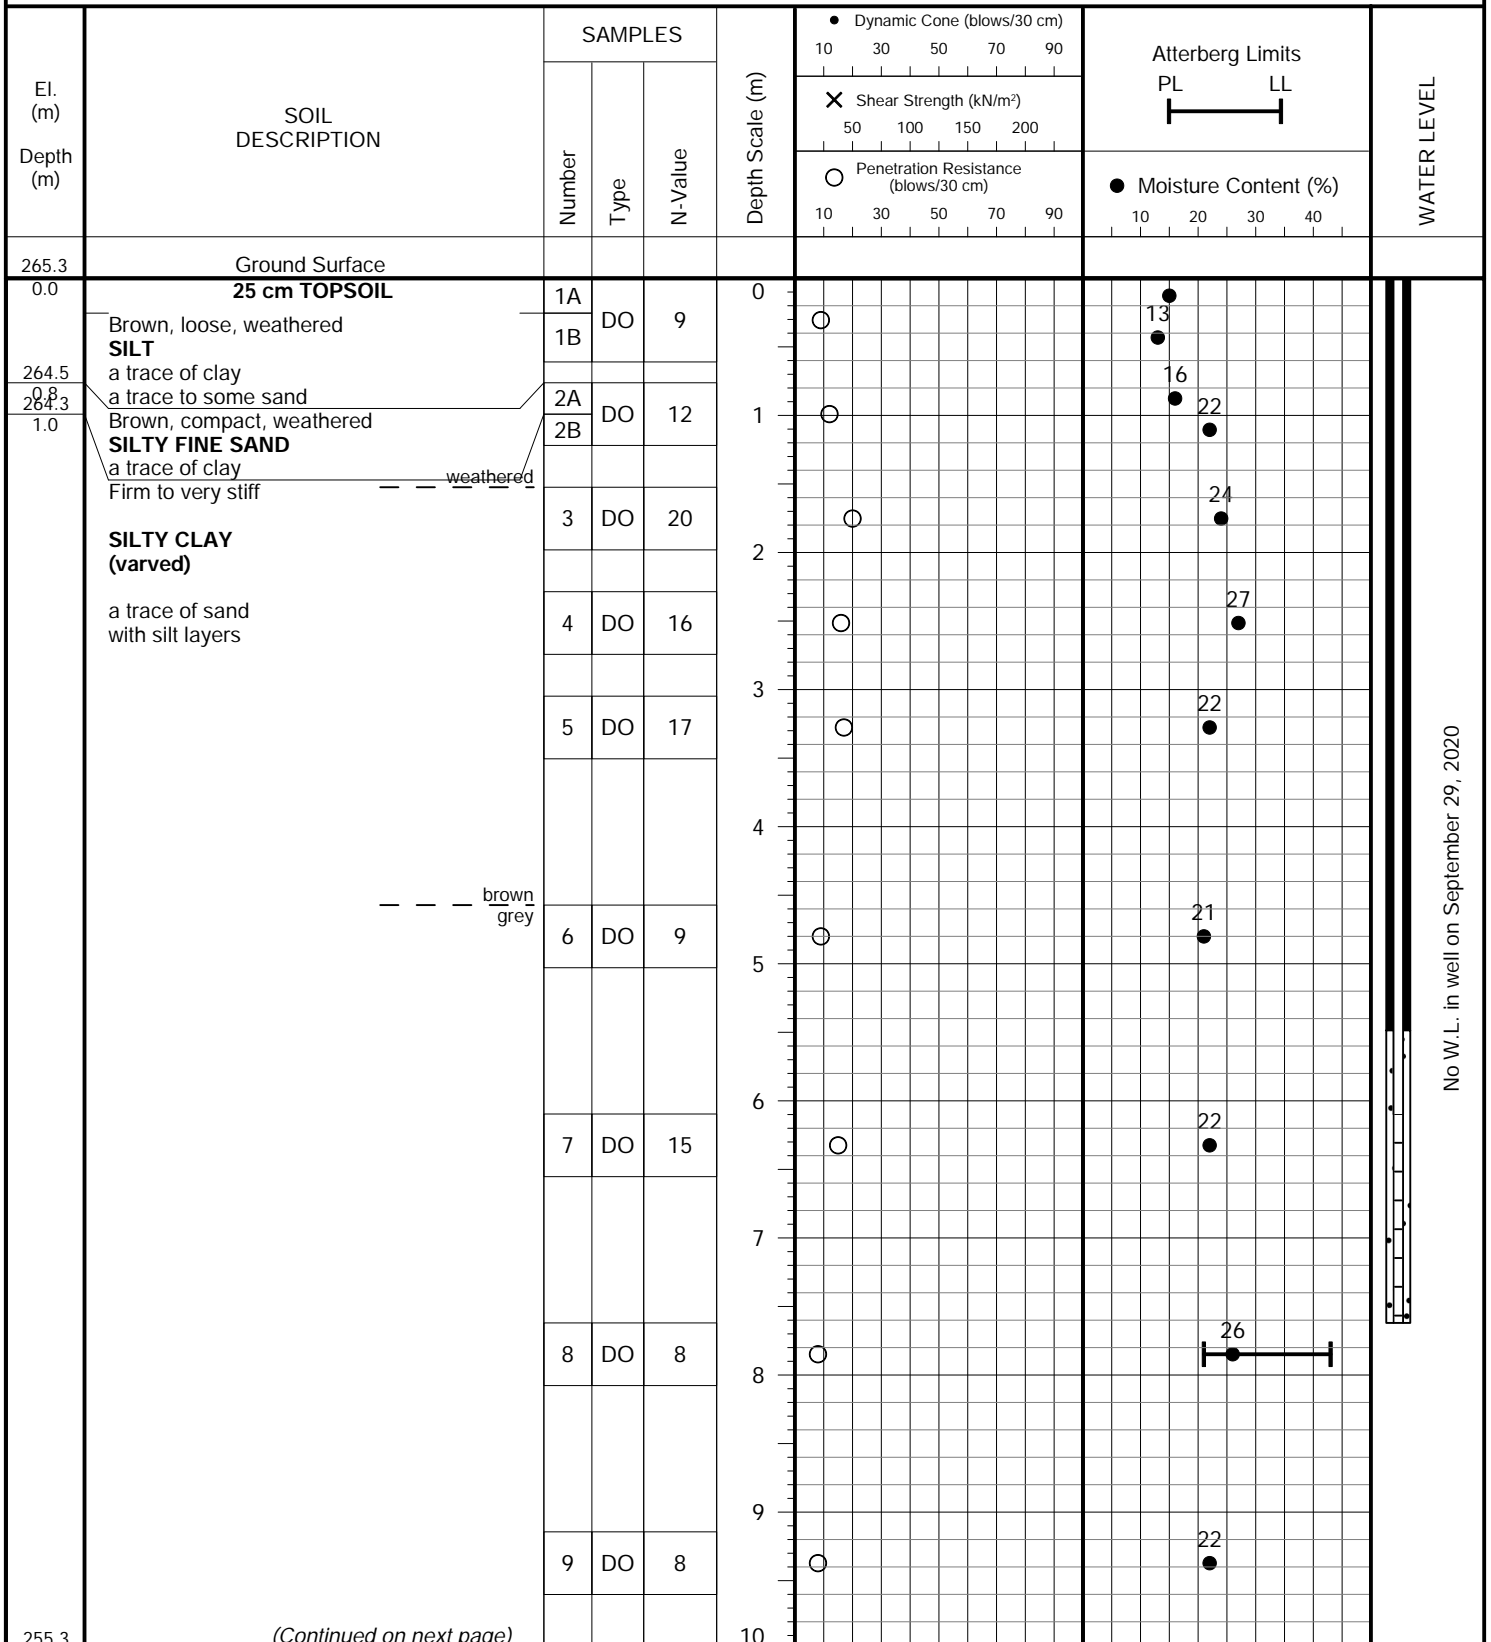 El.
(m)
Depth
(m)
SOIL
DESCRIPTION
SAMPLES
Number
Type
N-Value
Depth Scale (m)
Dynamic Cone (blows/30 cm)
10 30 50 70 90
Shear Strength (kN/m²)
50 100 150 200
Penetration Resistance
(blows/30 cm)
10 30 50 70 90
Atterberg Limits
PL LL
Moisture Content (%)
10 20 30 40
WATER LEVEL
265.3 Ground Surface
0.0 25 cm TOPSOIL
1A DO 9 0
13
Brown, loose, weathered
1B
SILT
a trace of clay
264.5
16
0.8 a trace to some sand
2A DO 12
264.3
22
1.0 Brown, compact, weathered
1
2B
SILTY FINE SAND
a trace of clay
weathered
Firm to very stiff
24
3 DO 20
SILTY CLAY
2
(varved)
27
a trace of sand
4 DO 16
with silt layers
3
22
5 DO 17
4
brown
grey
21
6 DO 9
5
No W.L. in well on September 29, 2020
6
22
7 DO 15
7
26
8 DO 8
8
9
22
9 DO 8
255.3 (Continued on next page) 10